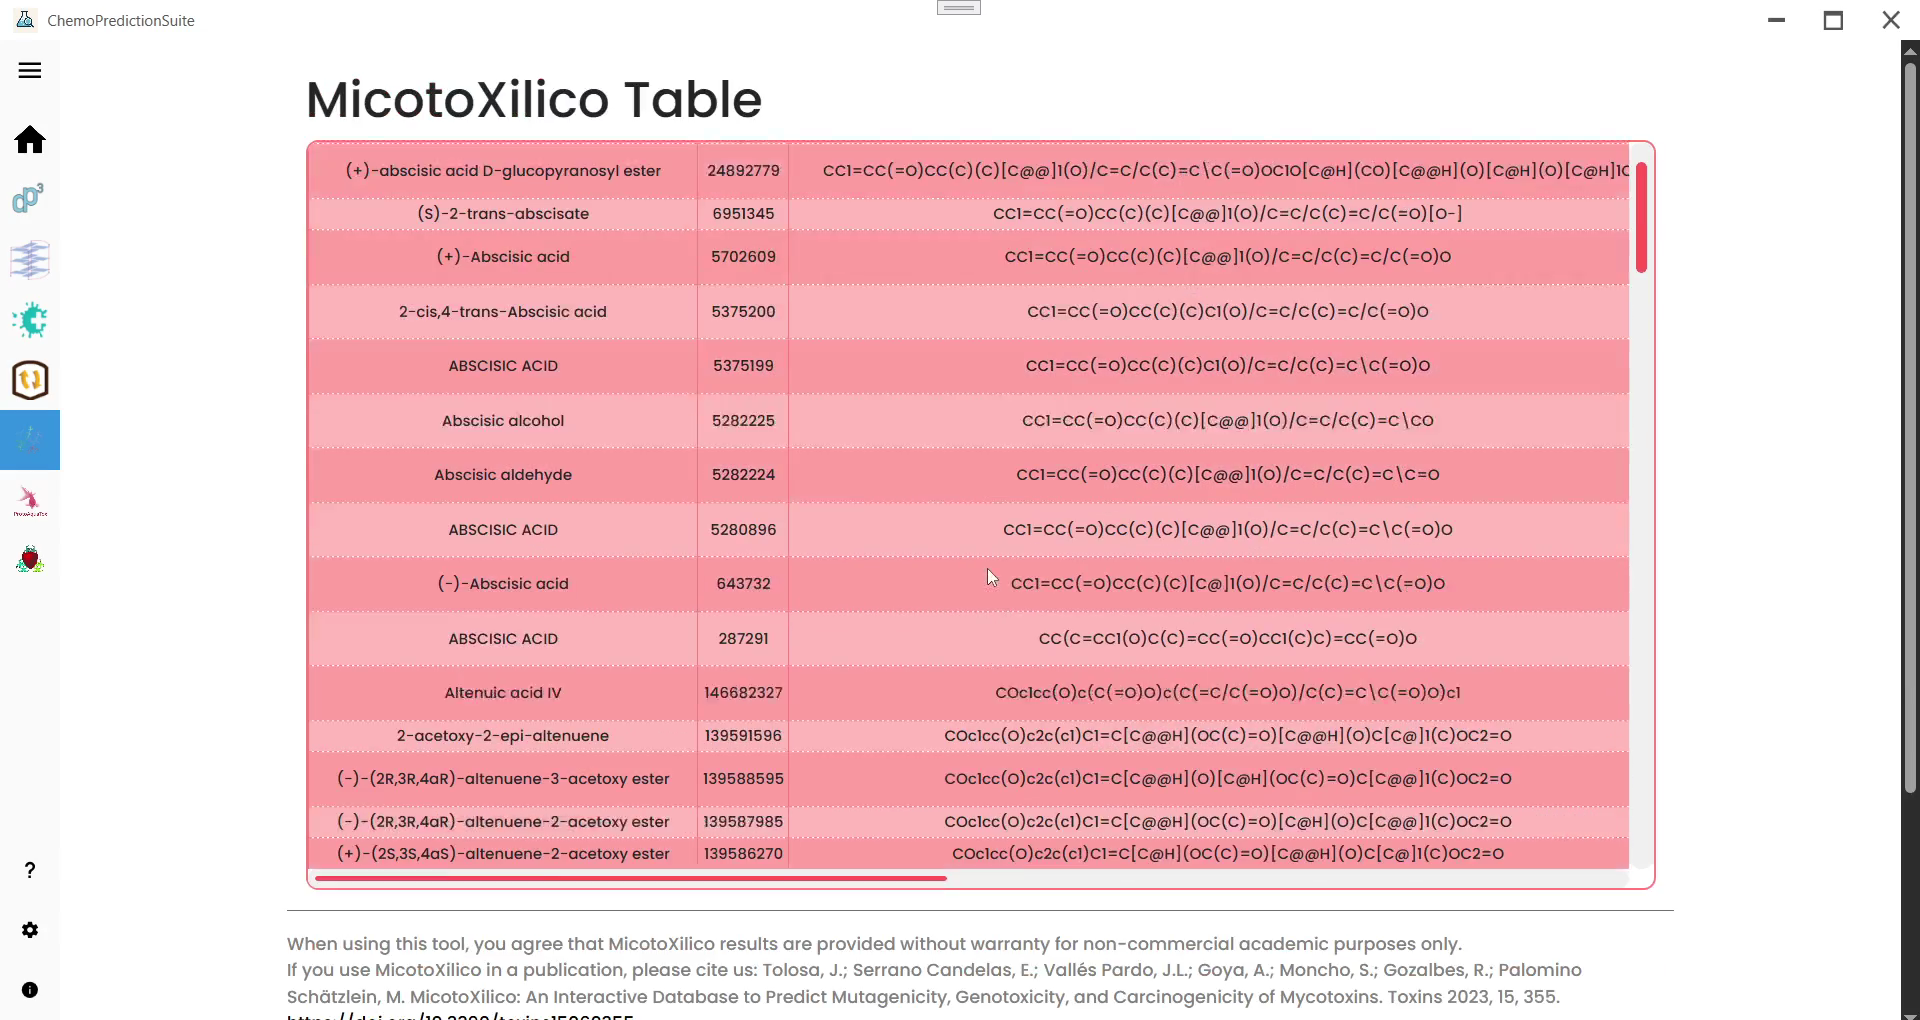 ChemoPredictionSuite
MicotoXilico Table
(+)-abscisic acid D-glucopyranosyl ester 24892779 CC1=CC(=O)CC(C)(C)[C@@]1(O)/C=C/C(C)=C\C(=O)OC1O[C@H](CO)[C@@H](O)[C@H](O)[C@H]1O
(S)-2-trans-abscisate 6951345 CC1=CC(=O)CC(C)(C)[C@@]1(O)/C=C/C(C)=C/C(=O)[O-]
(+)-Abscisic acid 5702609 CC1=CC(=O)CC(C)(C)[C@@]1(O)/C=C/C(C)=C/C(=O)O
2-cis,4-trans-Abscisic acid 5375200 CC1=CC(=O)CC(C)(C)C1(O)/C=C/C(C)=C/C(=O)O
ABSCISIC ACID 5375199 CC1=CC(=O)CC(C)(C)C1(O)/C=C/C(C)=C\C(=O)O
Abscisic alcohol 5282225 CC1=CC(=O)CC(C)(C)[C@@]1(O)/C=C/C(C)=C\CO
Abscisic aldehyde 5282224 CC1=CC(=O)CC(C)(C)[C@@]1(O)/C=C/C(C)=C\C=O
ABSCISIC ACID 5280896 CC1=CC(=O)CC(C)(C)[C@@]1(O)/C=C/C(C)=C\C(=O)O
(-)-Abscisic acid 643732 CC1=CC(=O)CC(C)(C)[C@]1(O)/C=C/C(C)=C\C(=O)O
ABSCISIC ACID 287291 CC(C=CC1(O)C(C)=CC(=O)CC1(C)C)=CC(=O)O
Altenuic acid IV 146682327 COc1cc(O)c(C(=O)O)c(C(=C/C(=O)O)/C(C)=C\C(=O)O)c1
2-acetoxy-2-epi-altenuene 139591596 COc1cc(O)c2c(c1)C1=C[C@@H](OC(C)=O)[C@@H](O)C[C@]1(C)OC2=O
(-)-(2R,3R,4aR)-altenuene-3-acetoxy ester 139588595 COc1cc(O)c2c(c1)C1=C[C@@H](O)[C@H](OC(C)=O)C[C@@]1(C)OC2=O
(-)-(2R,3R,4aR)-altenuene-2-acetoxy ester 139587985 COc1cc(O)c2c(c1)C1=C[C@@H](OC(C)=O)[C@H](O)C[C@@]1(C)OC2=O
(+)-(2S,3S,4aS)-altenuene-2-acetoxy ester 139586270 COc1cc(O)c2c(c1)C1=C[C@H](OC(C)=O)[C@@H](O)C[C@]1(C)OC2=O
When using this tool, you agree that MicotoXilico results are provided without warranty for non-commercial academic purposes only.
If you use MicotoXilico in a publication, please cite us: Tolosa, J.; Serrano Candelas, E.; Vallés Pardo, J.L.; Goya, A.; Moncho, S.; Gozalbes, R.; Palomino
Schätzlein, M. MicotoXilico: An Interactive Database to Predict Mutagenicity, Genotoxicity, and Carcinogenicity of Mycotoxins. Toxins 2023, 15, 355.